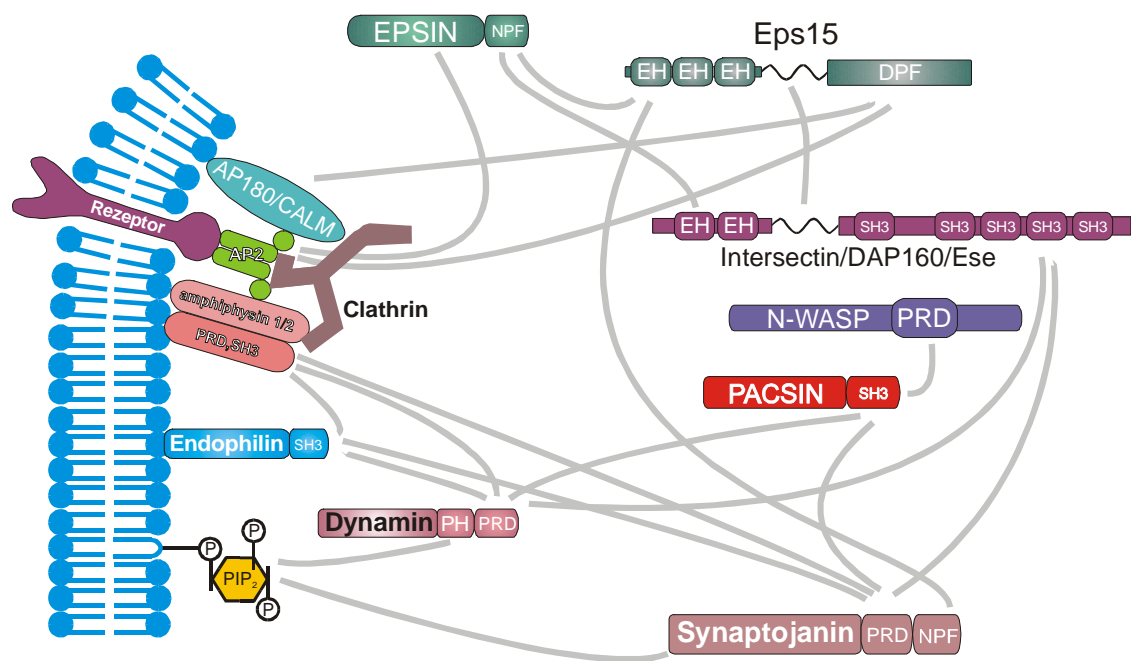 EPSIN NPF
Eps15
EH EH EH DPF
AP180/CALM
Rezeptor
AP2
EH EH SH3 SH3 SH3 SH3 SH3
Intersectin/DAP160/Ese
amphiphysin 1/2
Clathrin
PRD,SH3
N-WASP PRD
PACSIN SH3
Endophilin SH3
Dynamin PH PRD
P
P
PIP2
P
Synaptojanin PRD NPF